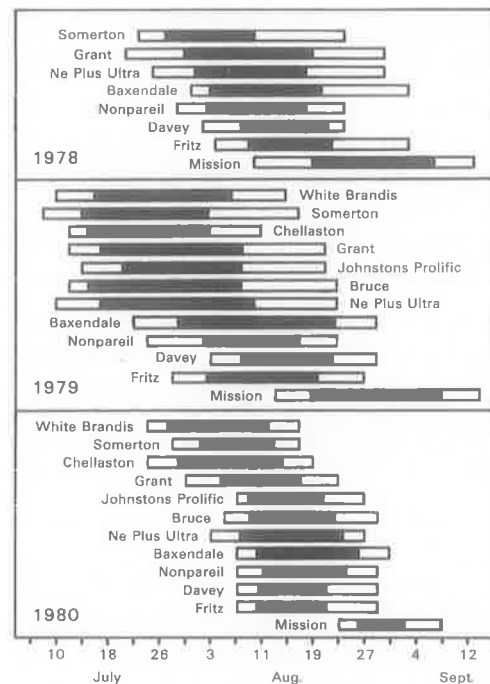 Somerton
Grant
Ne Plus Ultra
Baxendale
Nonpareil
Davey
Fritz
1978
Mission
White Brandis
Somerton
Chellaston
Grant
Johnstons Prolific
Bruce
Ne Plus Ultra
Baxendale
Nonpareil
Davey
Fritz
1979
Mission
White Brandis
Somerton
Chellaston
Grant
Johnstons Prolific
Bruce
Ne Plus Ultra
Baxendale
Nonpareil
Davey
Fritz
1980
Mission
10 18 26 3 11 19 27 4 12
July Aug. Sept.